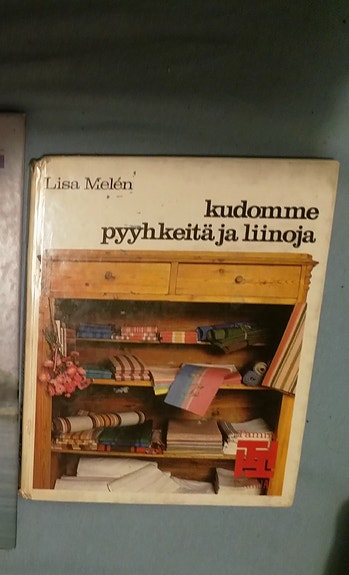 Lisa Melén
kudomme
pyyhkeitä ja liinoja